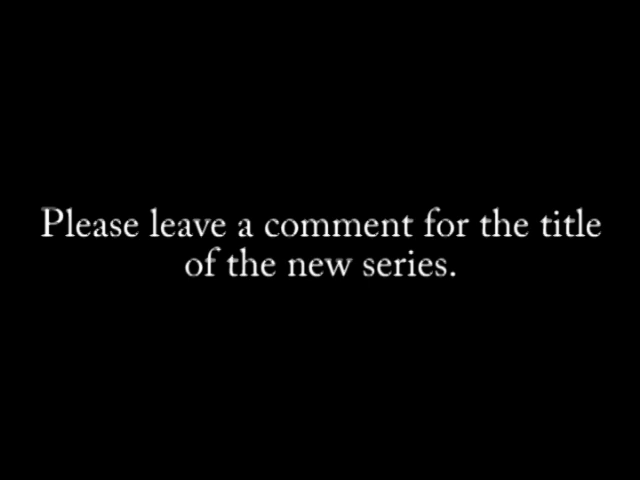 Please leave a comment for the title
of the new series.